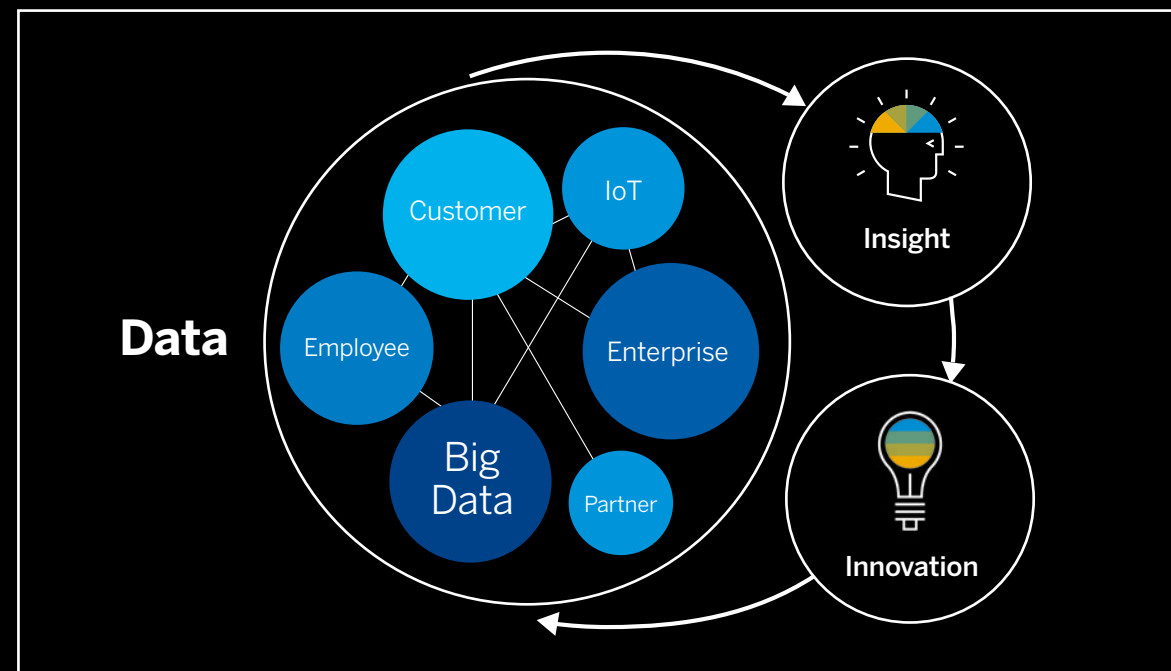 Data
Customer
IoT
Employee
Enterprise
Big
Data
Partner
Insight
Innovation